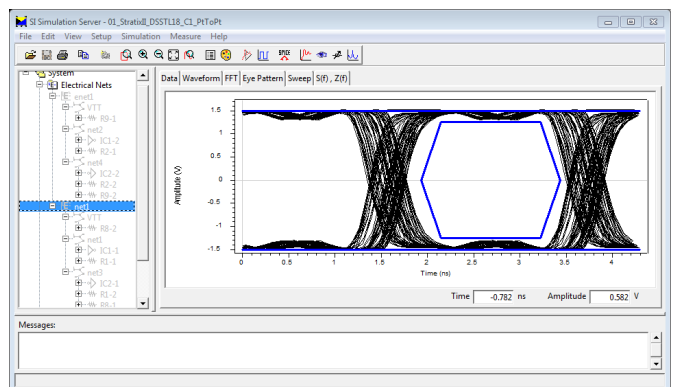 SI Simulation Server - 01_StratixII_DSSTL18_C1_PtToPt
File Edit View Setup Simulation Measure Help
SPICE
System
Electrical Nets
enet1
VTT
R9-1
net2
IC1-2
R2-1
net4
IC2-2
R2-2
R9-2
net1
VTT
R8-2
net1
IC1-1
R1-1
net3
IC2-1
R1-2
R8-1
Data Waveform FFT Eye Pattern Sweep S(f) , Z(f)
Amplitude (V)
1.5
1
0.5
0
-0.5
-1
-1.5
0 0.5 1 1.5 2 2.5 3 3.5 4
Time (ns)
Time -0.782 ns Amplitude 0.582 V
Messages: